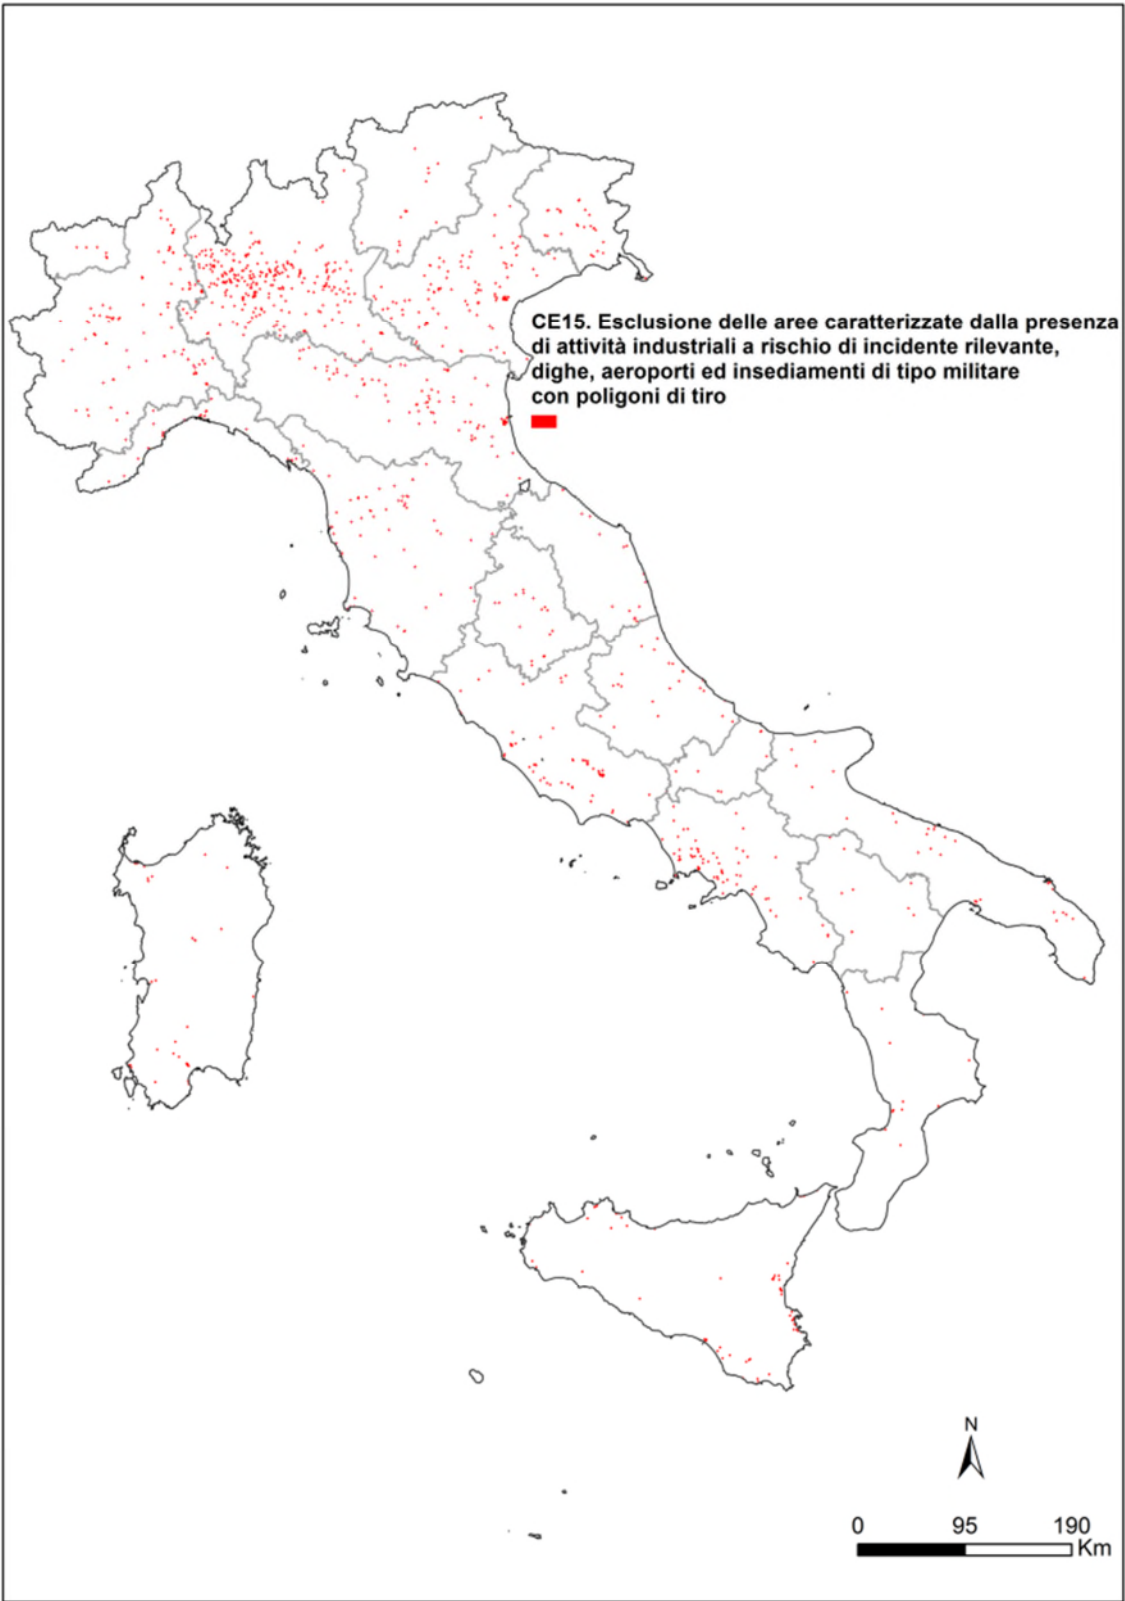 CE15. Esclusione delle aree caratterizzate dalla presenza
di attività industriali a rischio di incidente rilevante,
dighe, aeroporti ed insediamenti di tipo militare
con poligoni di tiro
N
0 95 190
Km